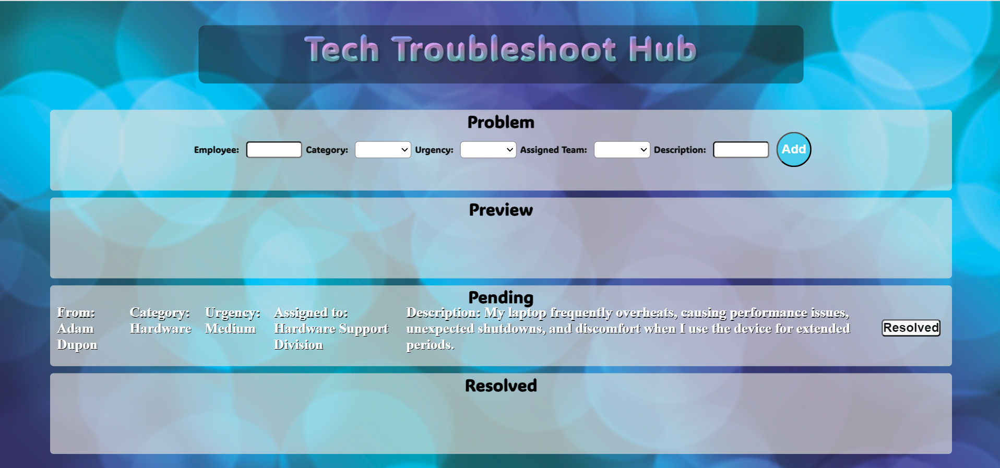 Tech Troubleshoot Hub
Problem
Employee: Category: Urgency: Assigned Team: Description: Add
Preview
Pending
From:
Adam
Dupon
Category:
Hardware
Urgency:
Medium
Assigned to:
Hardware Support
Division
Description: My laptop frequently overheats, causing performance issues,
unexpected shutdowns, and discomfort when I use the device for extended
periods.
Resolved
Resolved